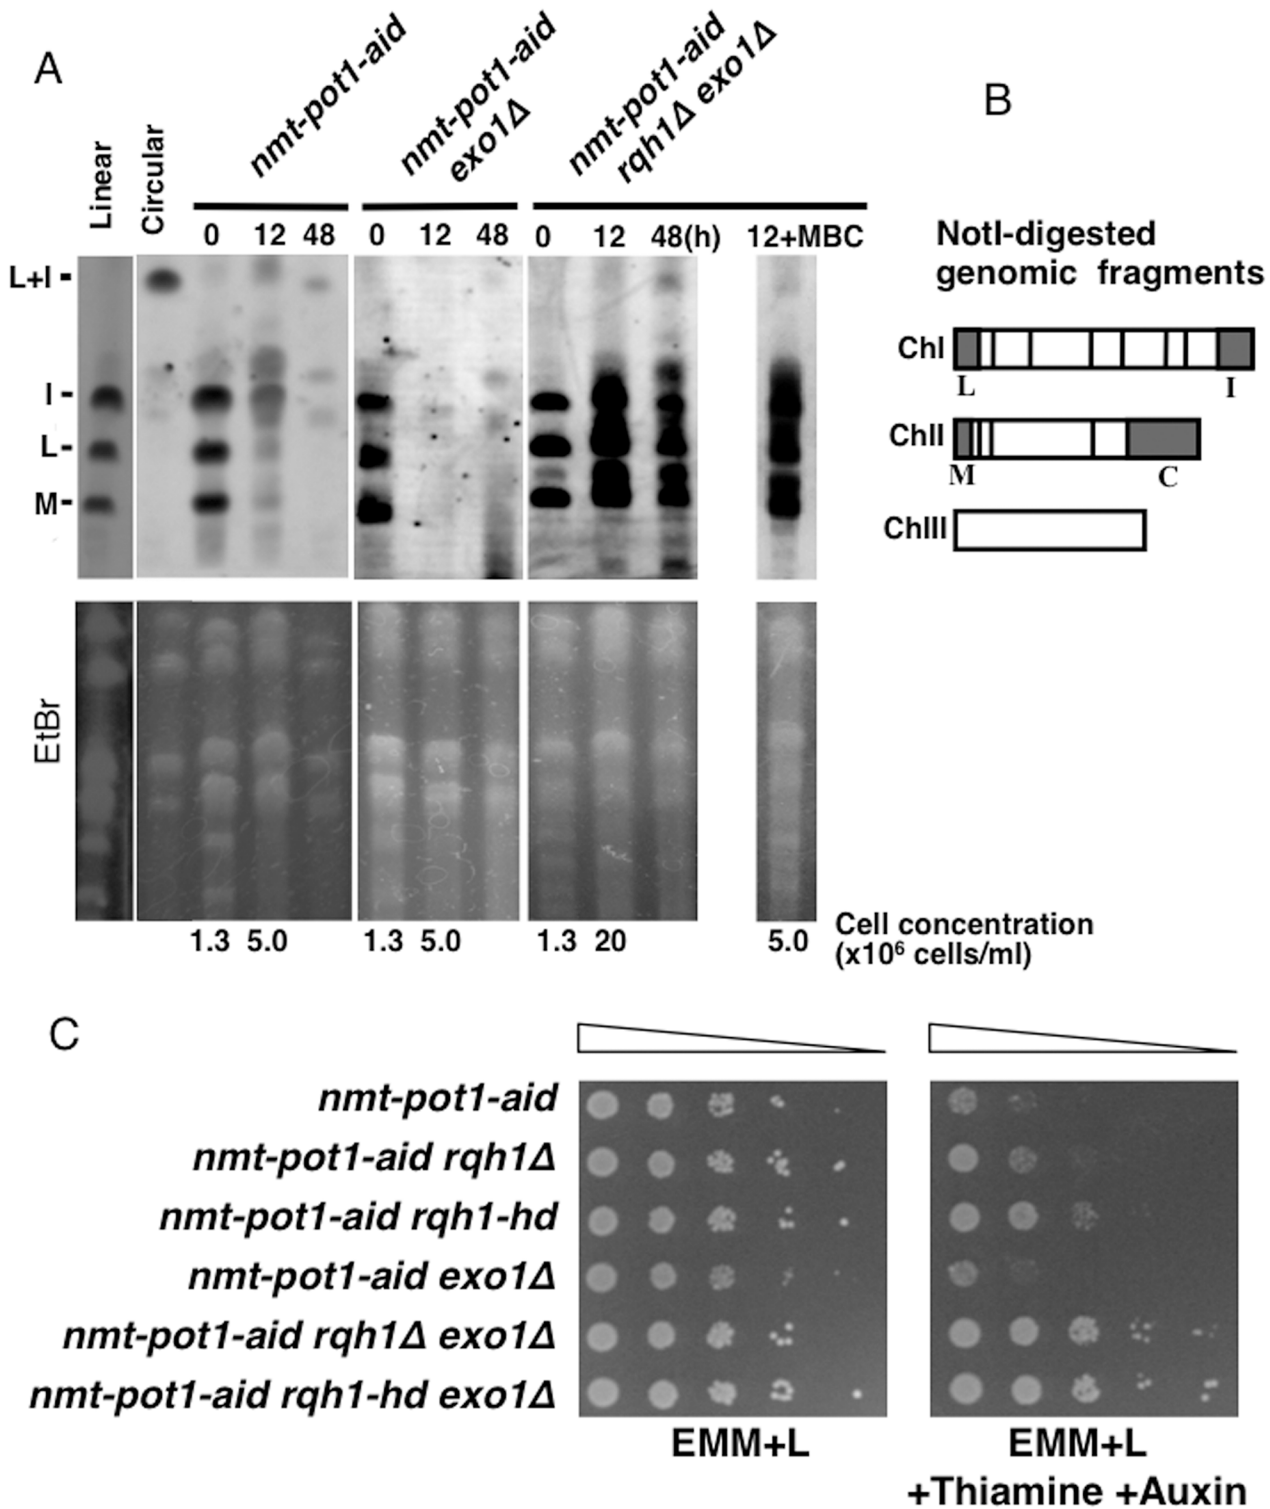 A
Linear
Circular
nmt-pot1-aid
nmt-pot1-aid
exo1Δ
nmt-pot1-aid
rqh1Δ exo1Δ
0 12 48 0 12 48 0 12 48(h) 12+MBC
L+I -
I -
L-
M-
EtBr
1.3 5.0 1.3 5.0 1.3 20 5.0
Cell concentration
(x10⁶ cells/ml)
B
NotI-digested
genomic fragments
ChI
L I
ChII
M C
ChIII
C
nmt-pot1-aid
nmt-pot1-aid rqh1Δ
nmt-pot1-aid rqh1-hd
nmt-pot1-aid exo1Δ
nmt-pot1-aid rqh1Δ exo1Δ
nmt-pot1-aid rqh1-hd exo1Δ
EMM+L
EMM+L
+Thiamine +Auxin